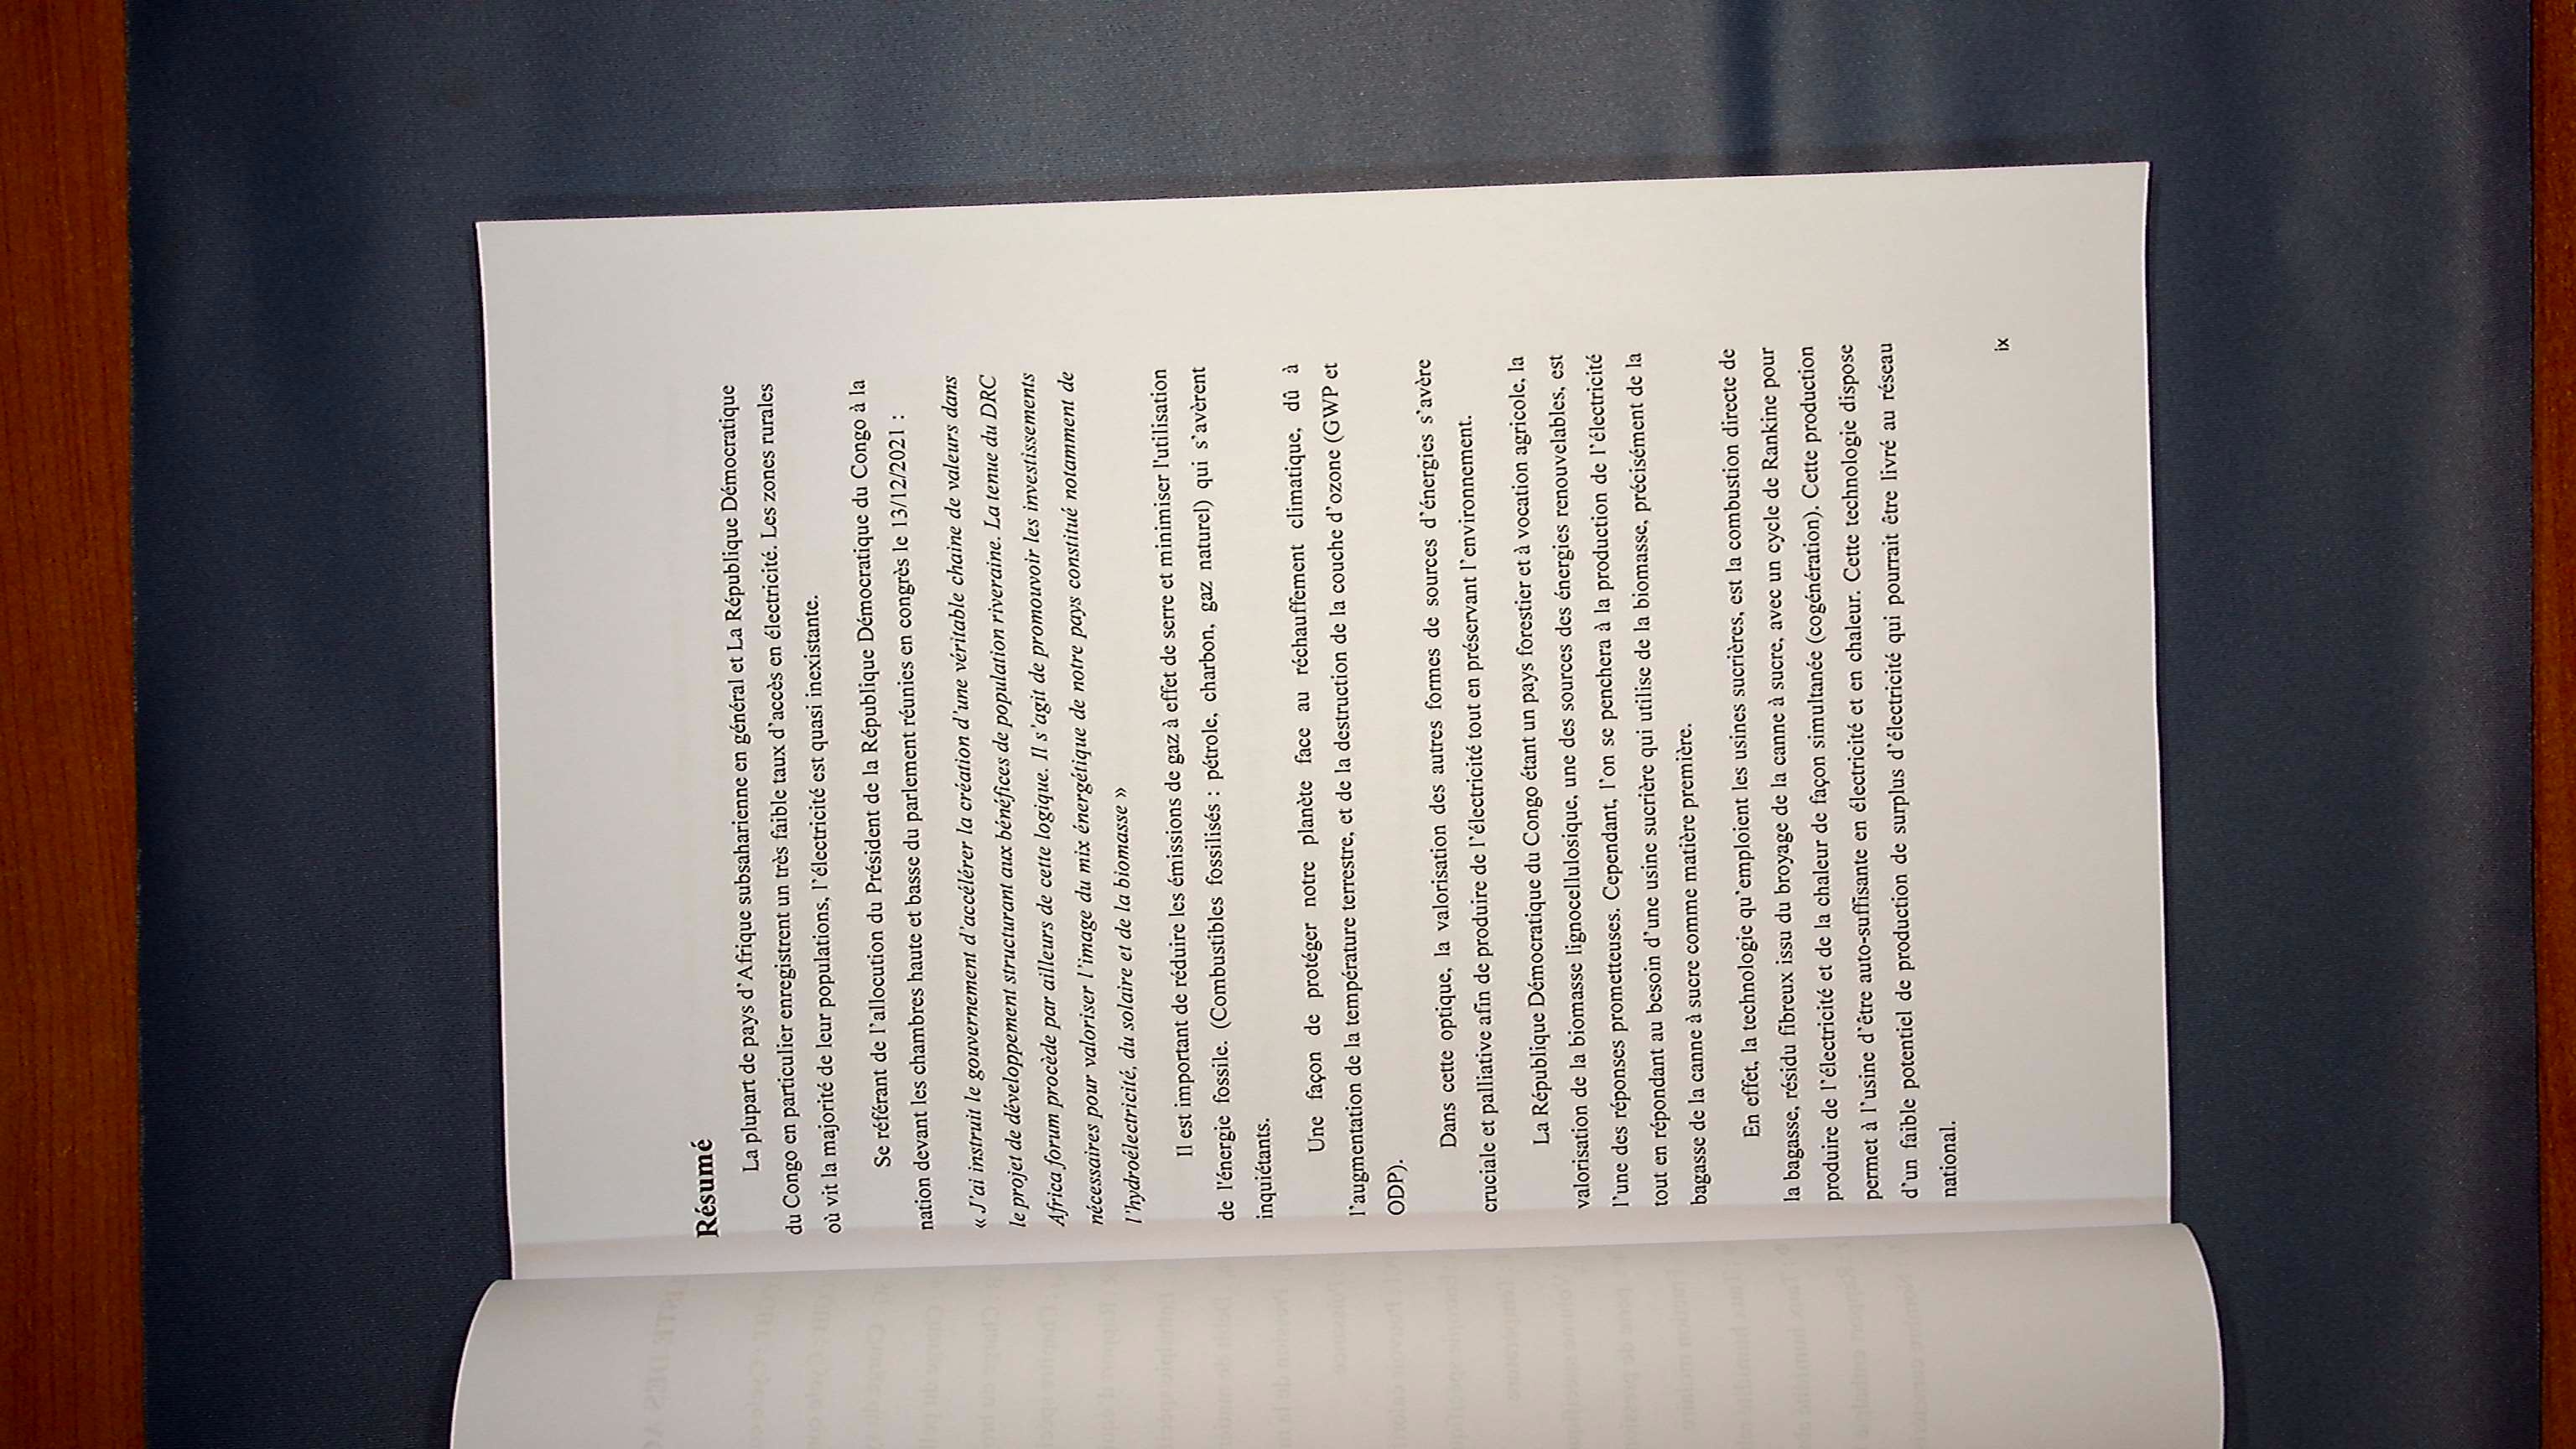 Résumé
La plupart de pays d'Afrique subsaharienne en général et La République Démocratique
du Congo en particulier enregistrent un très faible taux d'accès en électricité. Les zones rurales
où vit la majorité de leur populations, l'électricité est quasi inexistante.
Se référant de l'allocution du Président de la République Démocratique du Congo à la
nation devant les chambres haute et basse du parlement réunies en congrès le 13/12/2021 :
« J'ai instruit le gouvernement d'accélérer la création d'une véritable chaine de valeurs dans
le projet de développement structurant aux bénéfices de population riveraine. La tenue du DRC
Africa forum procède par ailleurs de cette logique. Il s'agit de promouvoir les investissements
nécessaires pour valoriser l'image du mix énergétique de notre pays constitué notamment de
l'hydroélectricité, du solaire et de la biomasse »
Il est important de réduire les émissions de gaz à effet de serre et minimiser l'utilisation
de l'énergie fossile. (Combustibles fossilisés : pétrole, charbon, gaz naturel) qui s'avèrent
inquiétants.
Une façon de protéger notre planète face au réchauffement climatique, dû à
l'augmentation de la température terrestre, et de la destruction de la couche d'ozone (GWP et
ODP).
Dans cette optique, la valorisation des autres formes de sources d'énergies s'avère
cruciale et palliative afin de produire de l'électricité tout en préservant l'environnement.
La République Démocratique du Congo étant un pays forestier et à vocation agricole, la
valorisation de la biomasse lignocellulosique, une des sources des énergies renouvelables, est
l'une des réponses prometteuses. Cependant, l'on se penchera à la production de l'électricité
tout en répondant au besoin d'une usine sucrière qui utilise de la biomasse, précisément de la
bagasse de la canne à sucre comme matière première.
En effet, la technologie qu'emploient les usines sucrières, est la combustion directe de
la bagasse, résidu fibreux issu du broyage de la canne à sucre, avec un cycle de Rankine pour
produire de l'électricité et de la chaleur de façon simultanée (cogénération). Cette production
permet à l'usine d'être auto-suffisante en électricité et en chaleur. Cette technologie dispose
d'un faible potentiel de production de surplus d'électricité qui pourrait être livré au réseau
national.
ix